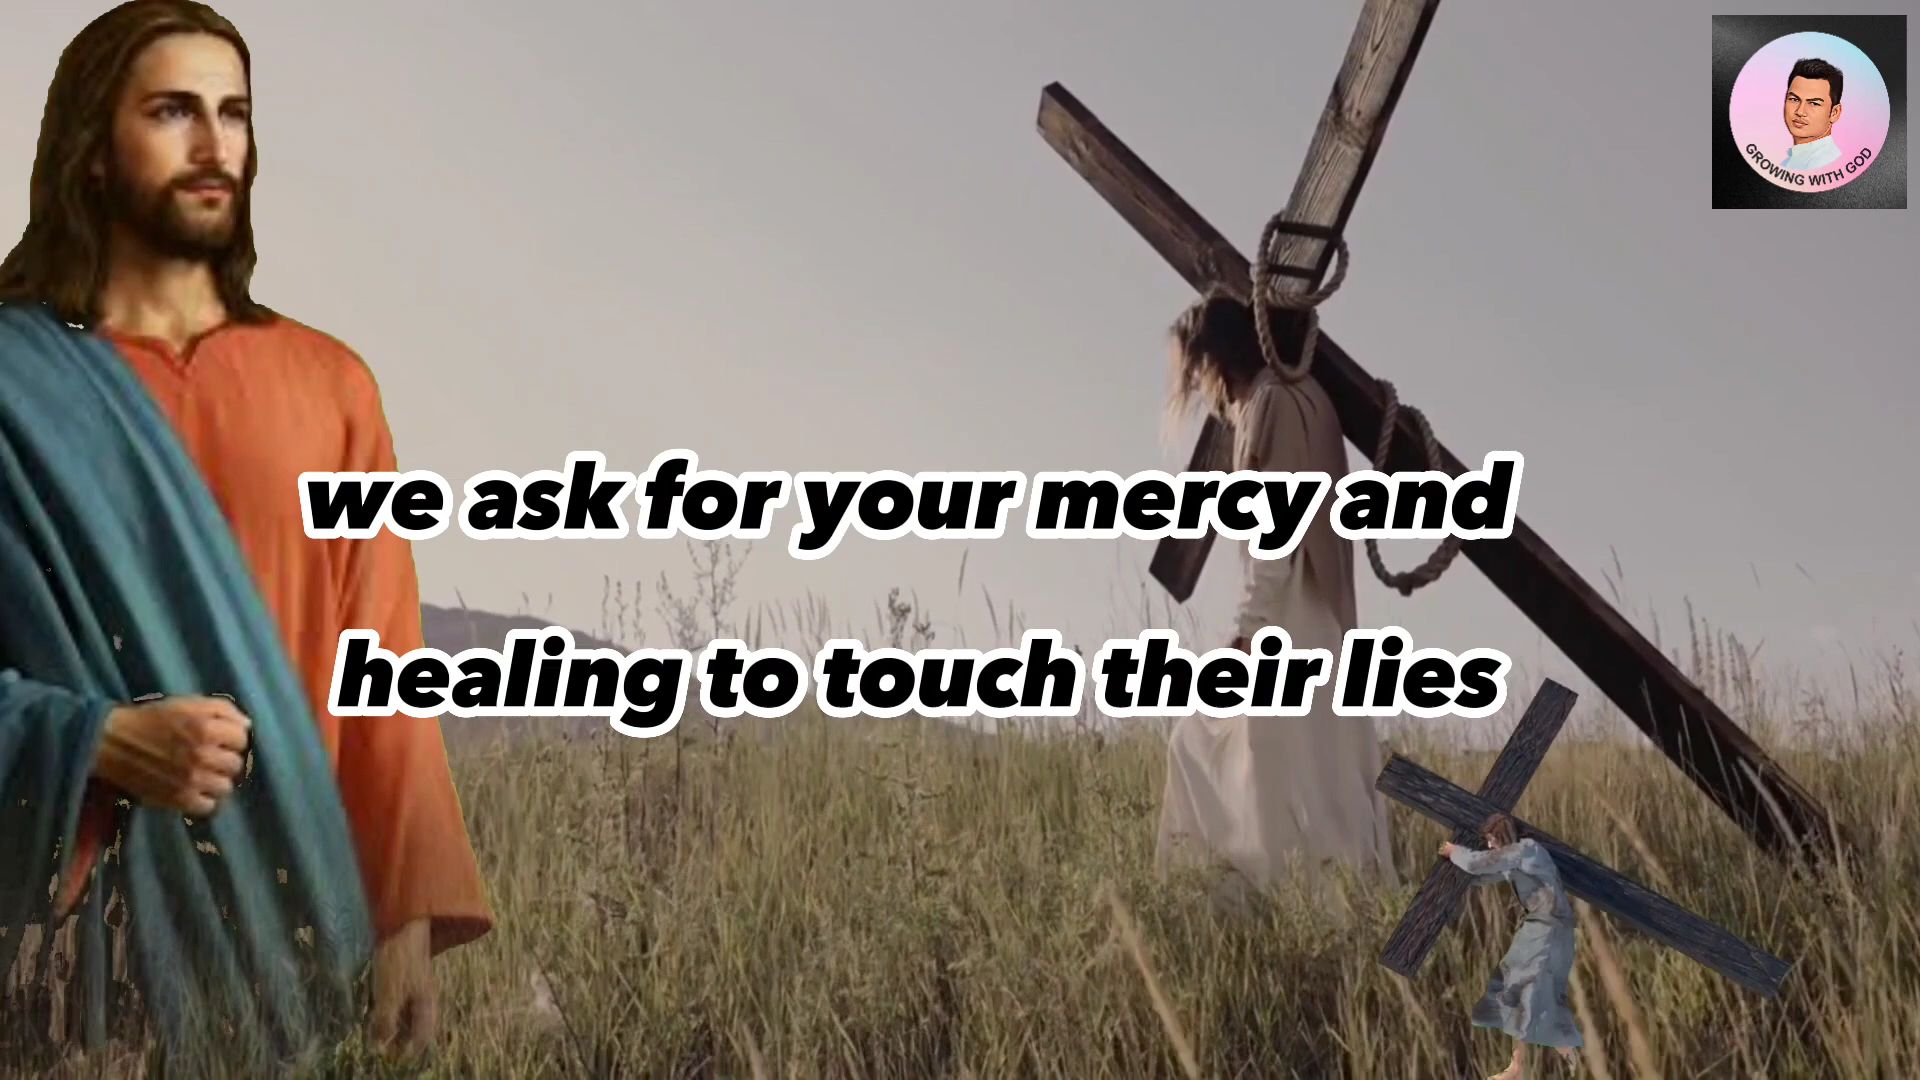 GROWING WITH GOD
we ask for your mercy and
healing to touch their lies